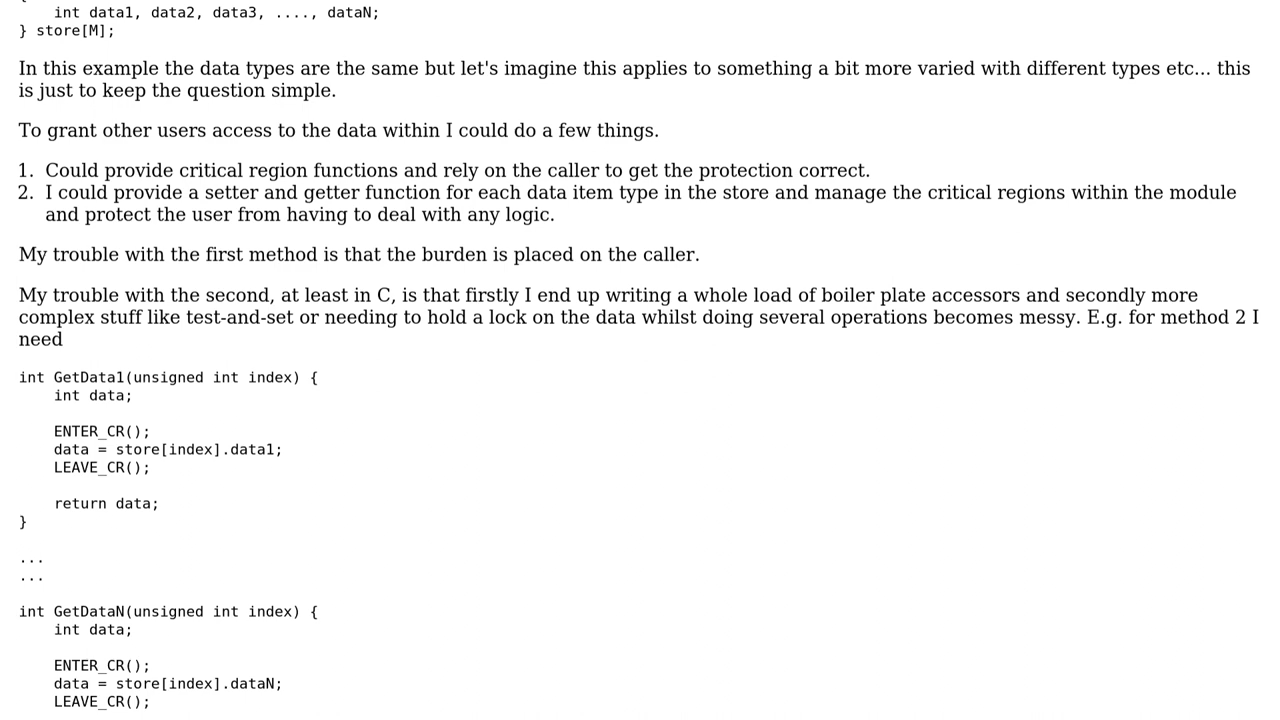 int data1, data2, data3, ...., dataN;
} store[M];
In this example the data types are the same but let's imagine this applies to something a bit more varied with different types etc... this
is just to keep the question simple.
To grant other users access to the data within I could do a few things.
1. Could provide critical region functions and rely on the caller to get the protection correct.
2. I could provide a setter and getter function for each data item type in the store and manage the critical regions within the module
and protect the user from having to deal with any logic.
My trouble with the first method is that the burden is placed on the caller.
My trouble with the second, at least in C, is that firstly I end up writing a whole load of boiler plate accessors and secondly more
complex stuff like test-and-set or needing to hold a lock on the data whilst doing several operations becomes messy. E.g. for method 2 I
need
int GetData1(unsigned int index) {
    int data;
    ENTER_CR();
    data = store[index].data1;
    LEAVE_CR();
    return data;
}
...
...
int GetDataN(unsigned int index) {
    int data;
    ENTER_CR();
    data = store[index].dataN;
    LEAVE_CR();